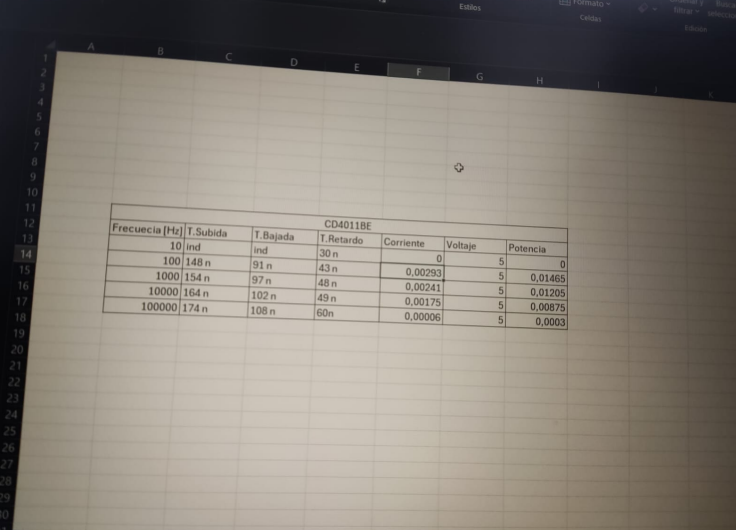 Estilos
Formato
Celdas
filtrar
Edición
A B C D E F G H I J K
1
2
3
4
5
6
7
8
9
10
11
12 CD4011BE
13 Frecuecia [Hz] T.Subida T.Bajada T.Retardo Corriente Voltaje Potencia
14 10 ind ind 30 n 0 5 0
15 100 148 n 91 n 43 n 0,00293 5 0,01465
16 1000 154 n 97 n 48 n 0,00241 5 0,01205
17 10000 164 n 102 n 49 n 0,00175 5 0,00875
18 100000 174 n 108 n 60n 0,00006 5 0,0003
19
20
21
22
23
24
25
26
27
28
29
30